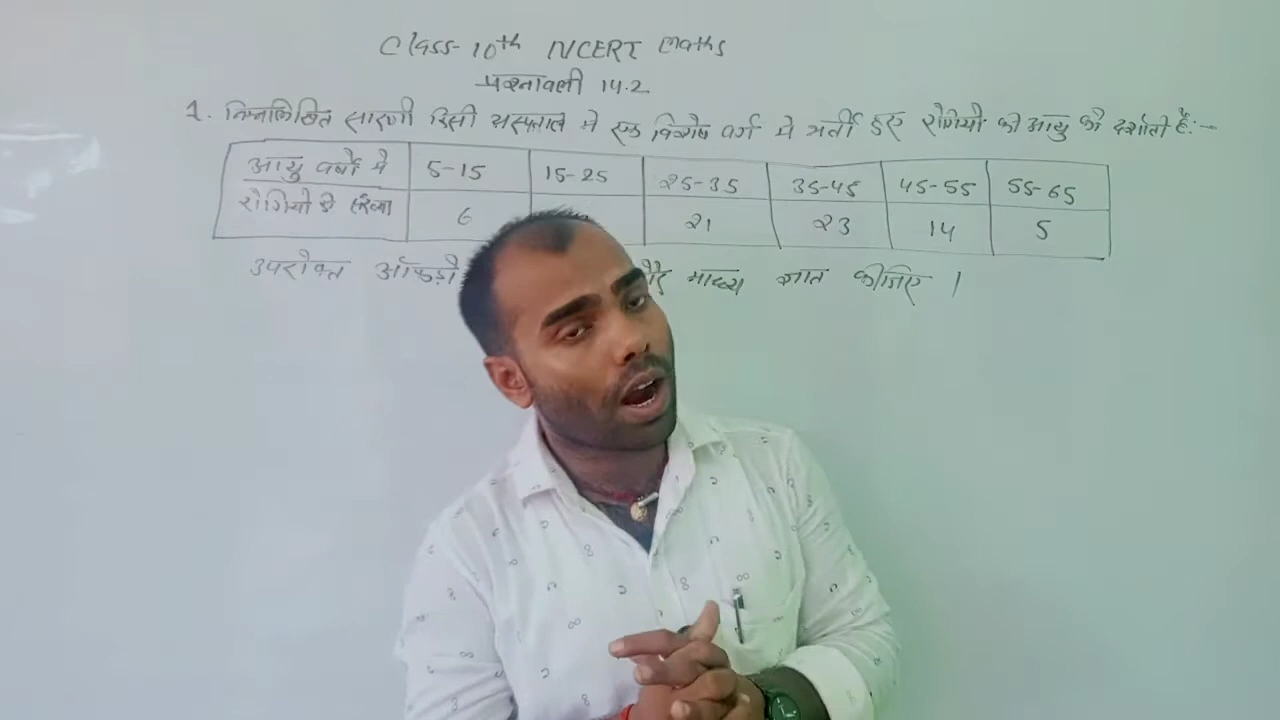 Class-10th NCERT Maths
प्रश्नावली 14.2
1. निम्नलिखित सारणी किसी अस्पताल में एक विशेष वर्ग में भर्ती हुए रोगियों की आयु को दर्शाती है:-
आयु वर्षों में 5-15 15-25 25-35 35-45 45-55 55-65
रोगियों की संख्या 6 21 23 14 5
उपरोक्त आँकड़ो माध्य ज्ञात कीजिए ।